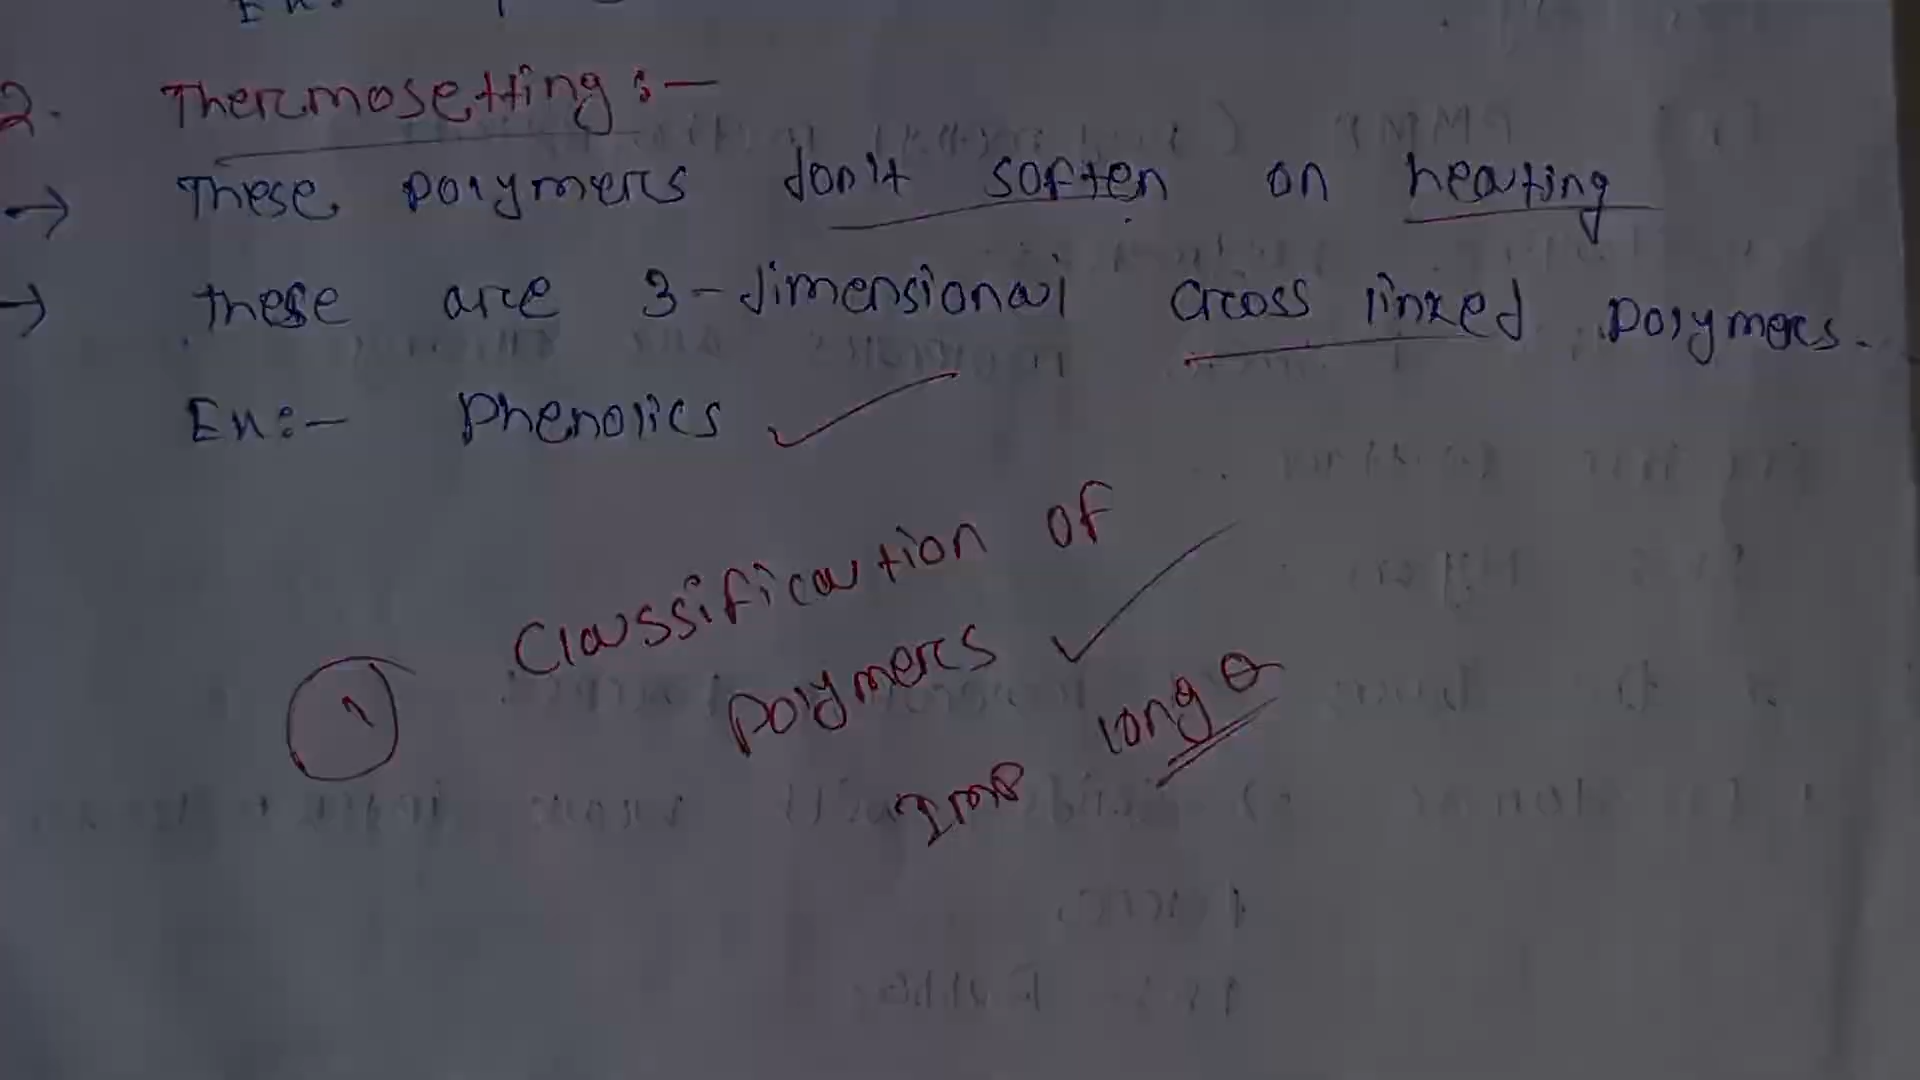 2. Thermosetting :-
→ These polymers don't soften on heating
→ these are 3-dimensional cross linked polymers.
Ex:- Phenolics ✓
Classification of
1 polymers ✓
Imp long Q